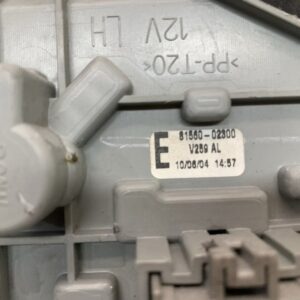 >PP-T20<
12V LH
E
81560-02300
V259 AL
10/06/04 14:57